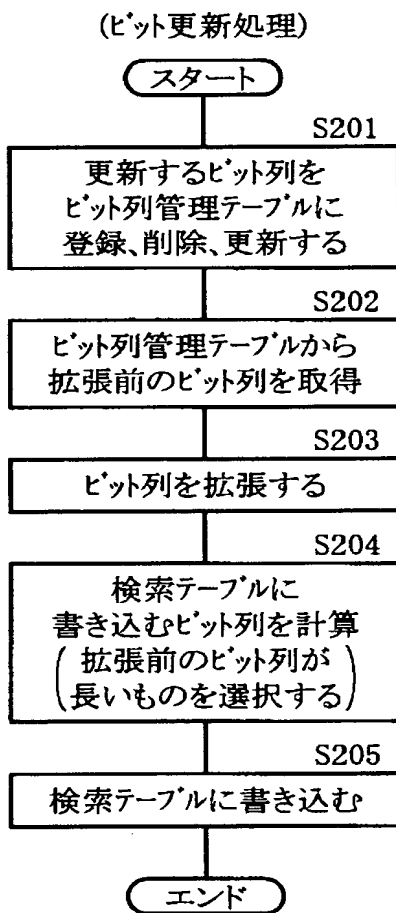 (ビット更新処理)
スタート
S201
更新するビット列を
ビット列管理テーブルに
登録、削除、更新する
S202
ビット列管理テーブルから
拡張前のビット列を取得
S203
ビット列を拡張する
S204
検索テーブルに
書き込むビット列を計算
(拡張前のビット列が
長いものを選択する)
S205
検索テーブルに書き込む
エンド